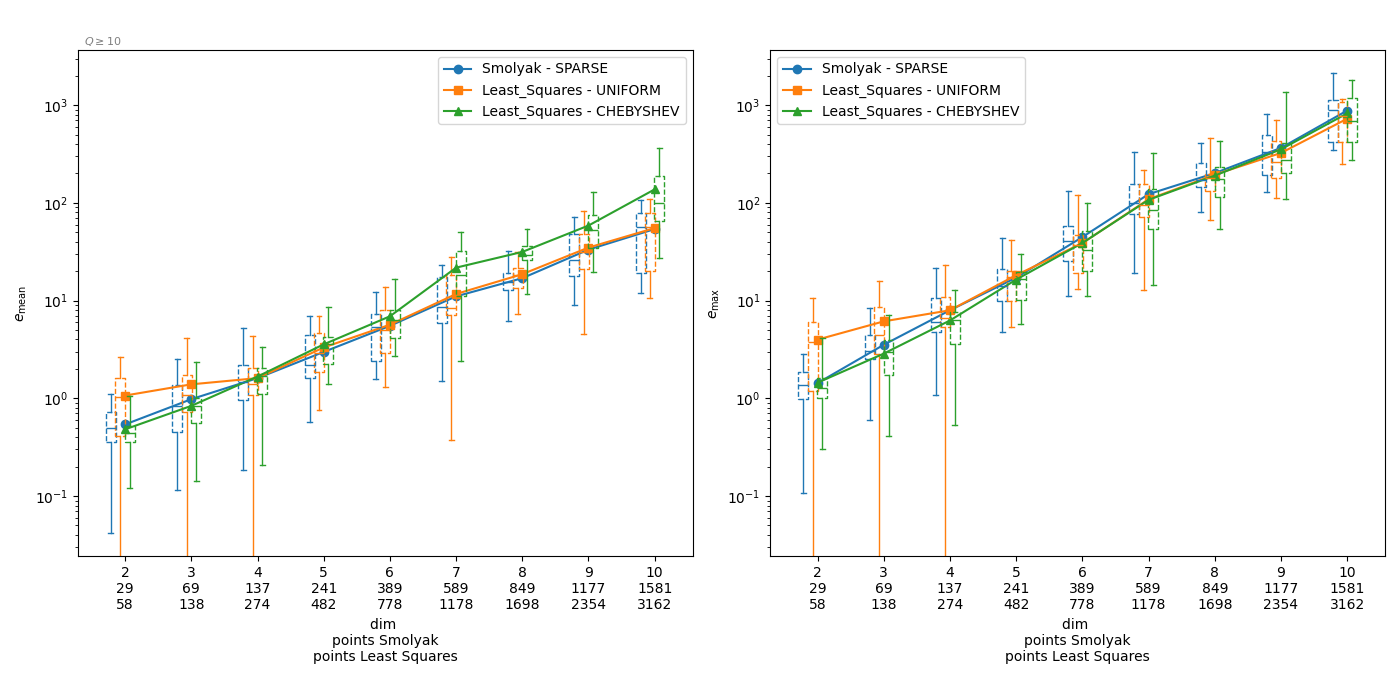 Q ≥ 10
Smolyak - SPARSE
Least_Squares - UNIFORM
Least_Squares - CHEBYSHEV
10³
10²
10¹
10⁰
10⁻¹
e_mean
2 3 4 5 6 7 8 9 10
29 69 137 241 389 589 849 1177 1581
58 138 274 482 778 1178 1698 2354 3162
dim
points Smolyak
points Least Squares
Smolyak - SPARSE
Least_Squares - UNIFORM
Least_Squares - CHEBYSHEV
10³
10²
10¹
10⁰
10⁻¹
e_max
2 3 4 5 6 7 8 9 10
29 69 137 241 389 589 849 1177 1581
58 138 274 482 778 1178 1698 2354 3162
dim
points Smolyak
points Least Squares